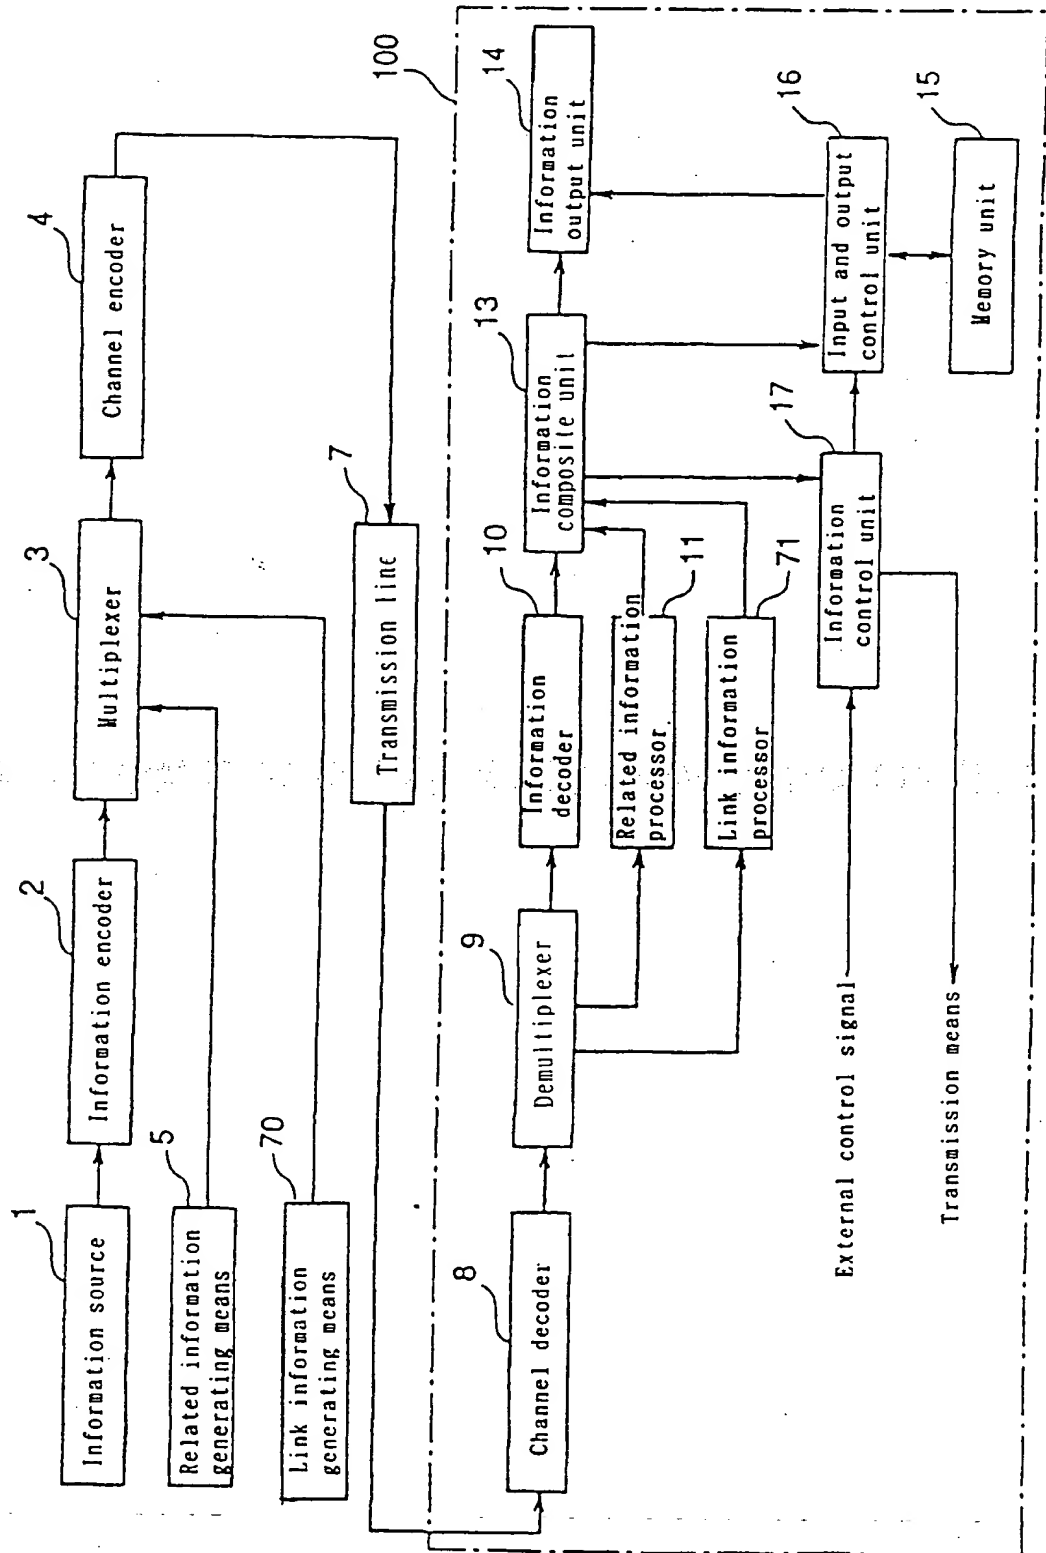 1
Information source
2
Information encoder
3
Multiplexer
4
Channel encoder
5
Related information
generating means
70
Link information
generating means
7
Transmission line
100
8
Channel decoder
9
Demultiplexer
10
Information
decoder
11
Related information
processor
71
Link information
processor
13
Information
composite unit
14
Information
output unit
17
Information
control unit
16
Input and output
control unit
15
Memory unit
External control signal
Transmission means